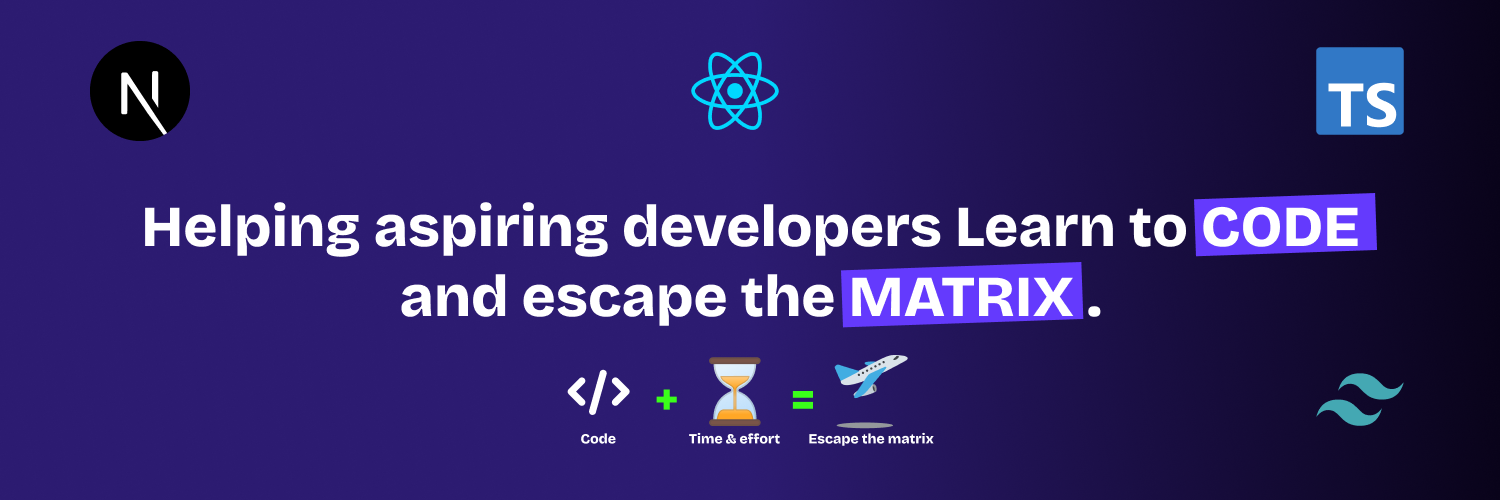 N
TS
Helping aspiring developers Learn to CODE
and escape the MATRIX.
</>
+
=
Code
Time & effort
Escape the matrix